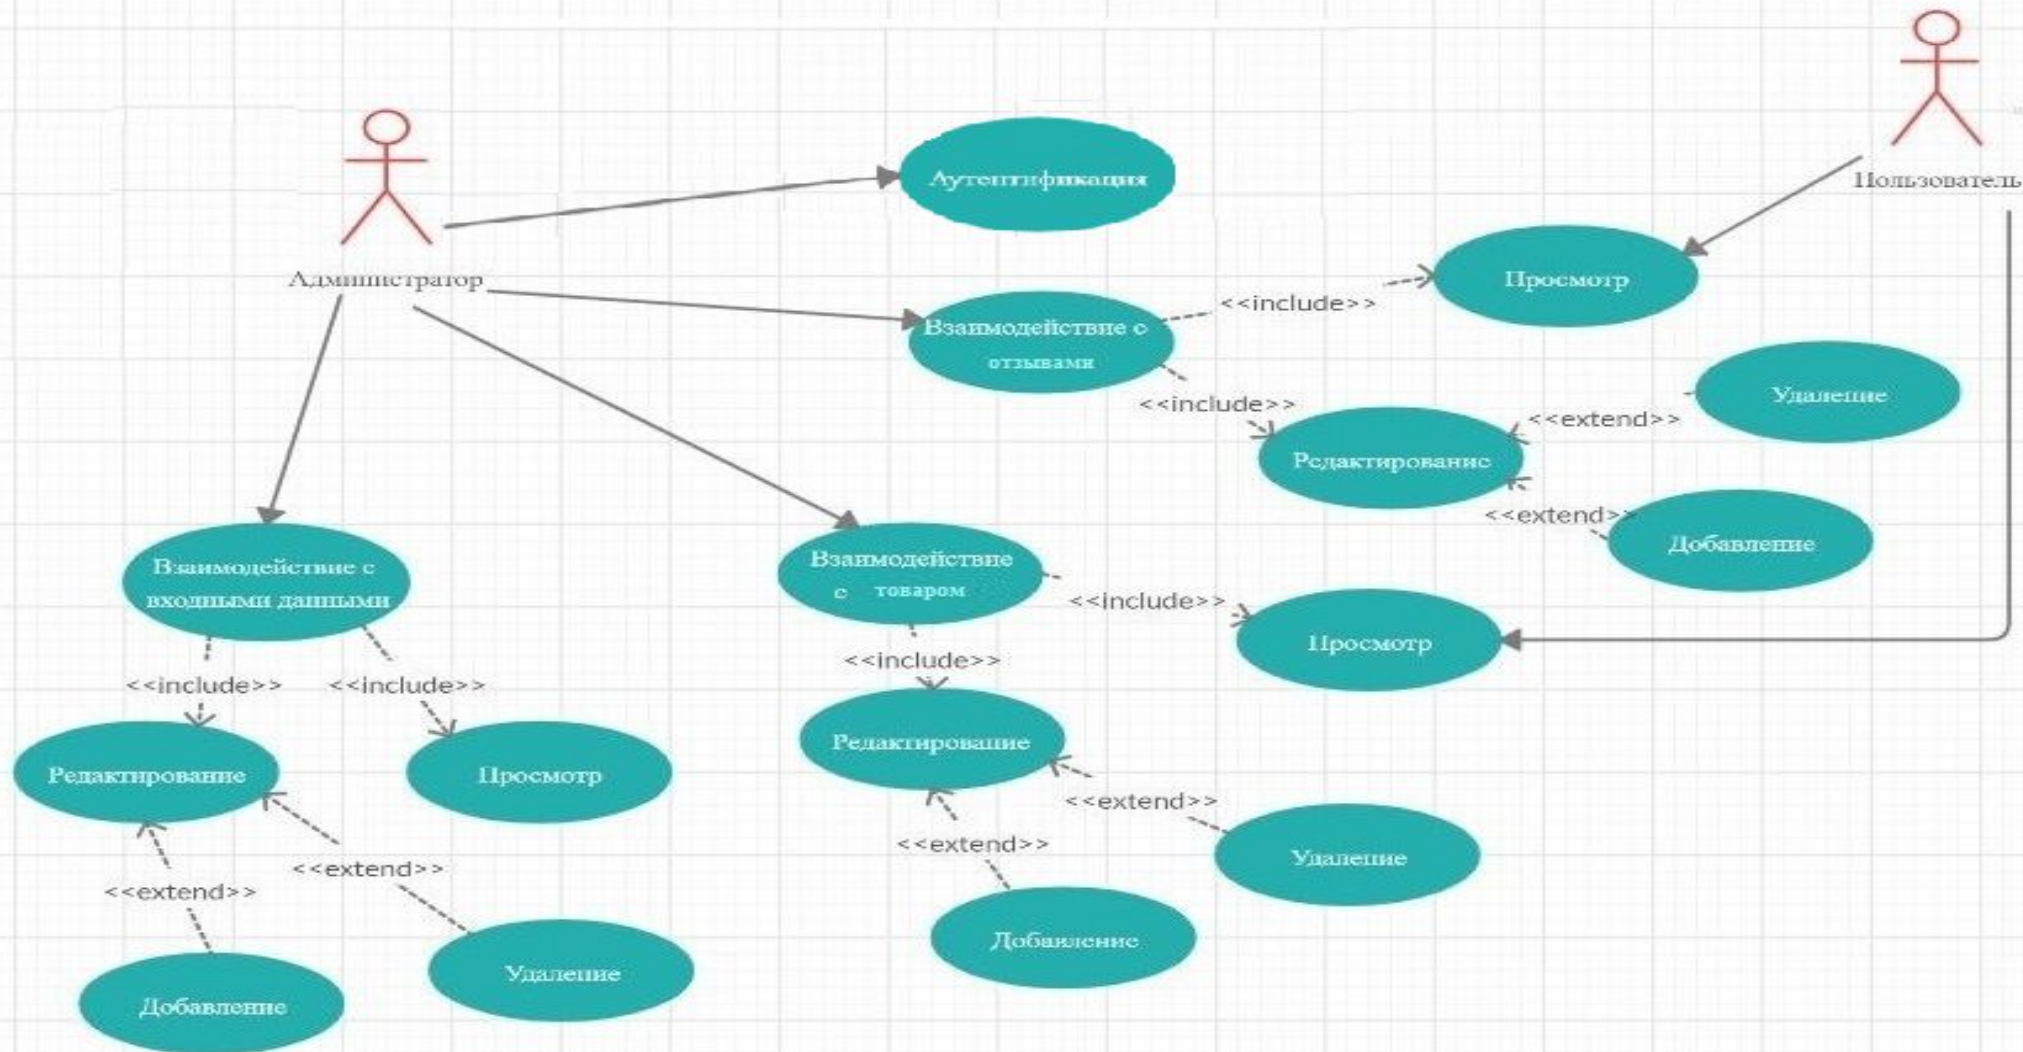 Пользователь
Аутентификация
Администратор
Просмотр
<<include>>
Взаимодействие с
отзывами
<<include>>
Удаление
<<extend>>
Редактирование
<<extend>>
Добавление
Взаимодействие с
входными данными
Взаимодействие
с товаром
<<include>>
Просмотр
<<include>>
<<include>>
<<include>>
Редактирование
Редактирование
Просмотр
<<extend>>
<<extend>>
Удаление
<<extend>>
<<extend>>
Добавление
Удаление
Добавление